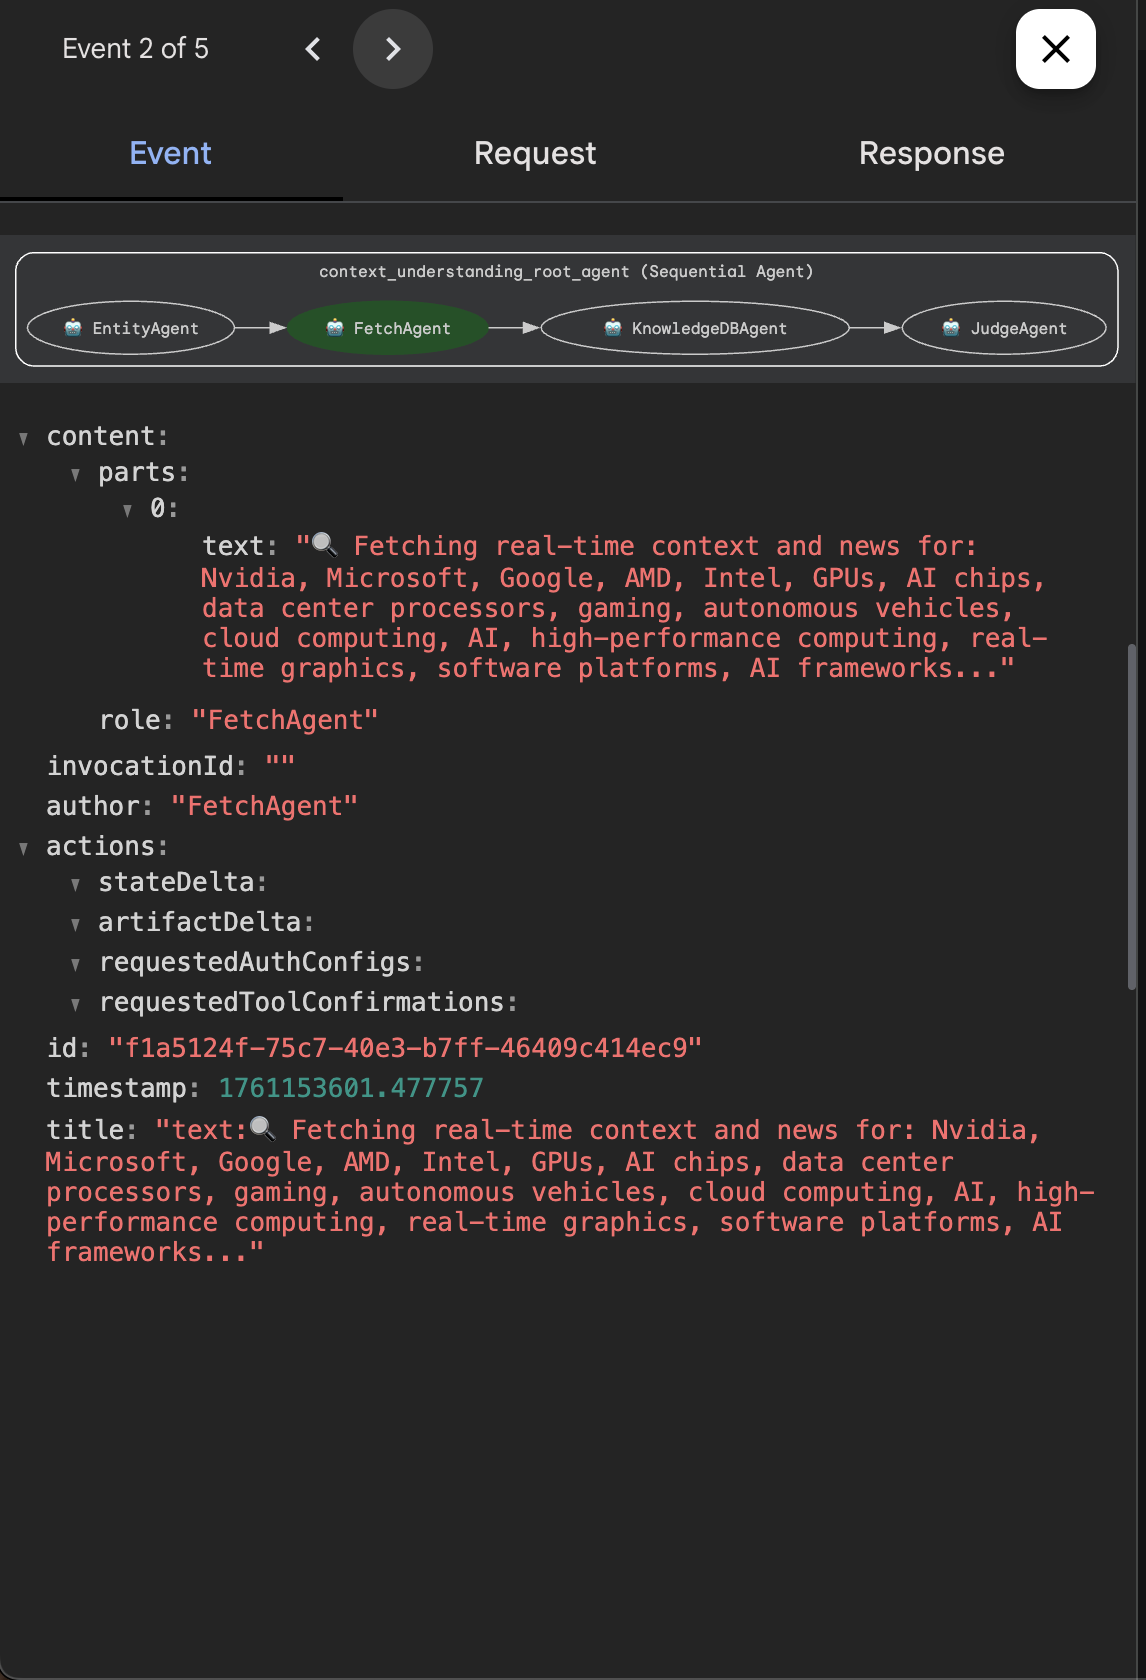 Event 2 of 5
Event Request Response
context_understanding_root_agent (Sequential Agent)
EntityAgent FetchAgent KnowledgeDBAgent JudgeAgent
content:
parts:
0:
text: "🔍 Fetching real-time context and news for:
Nvidia, Microsoft, Google, AMD, Intel, GPUs, AI chips,
data center processors, gaming, autonomous vehicles,
cloud computing, AI, high-performance computing, real-
time graphics, software platforms, AI frameworks..."
role: "FetchAgent"
invocationId: ""
author: "FetchAgent"
actions:
stateDelta:
artifactDelta:
requestedAuthConfigs:
requestedToolConfirmations:
id: "f1a5124f-75c7-40e3-b7ff-46409c414ec9"
timestamp: 1761153601.477757
title: "text:🔍 Fetching real-time context and news for: Nvidia,
Microsoft, Google, AMD, Intel, GPUs, AI chips, data center
processors, gaming, autonomous vehicles, cloud computing, AI, high-
performance computing, real-time graphics, software platforms, AI
frameworks..."